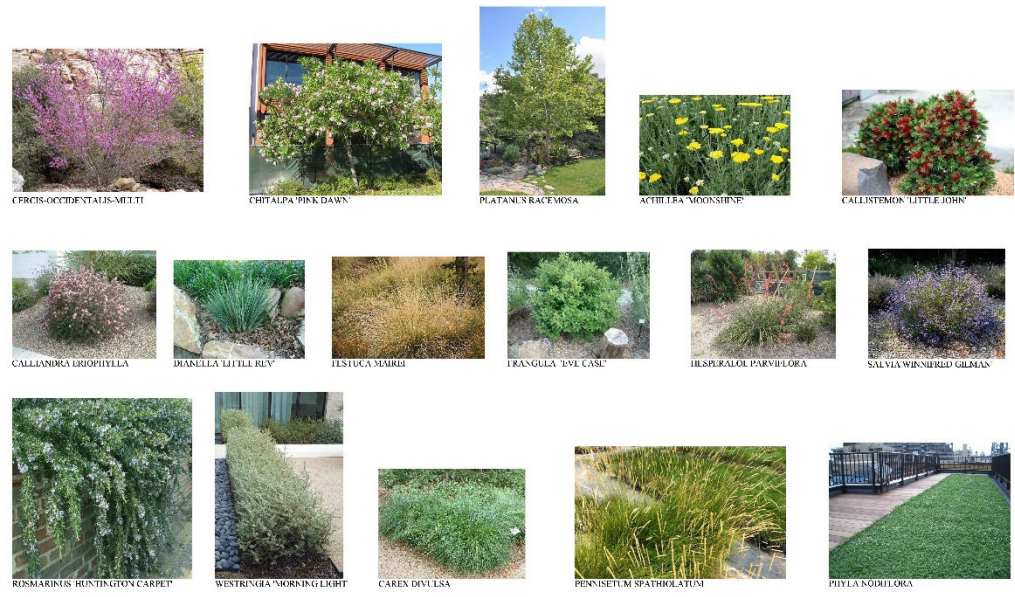 CERCIS-OCCIDENTALIS-MULTI
CHITALPA 'PINK DAWN'
PLATANUS RACEMOSA
ACHILLEA 'MOONSHINE'
CALLISTEMON 'LITTLE JOHN'
CALLIANDRA ERIOPHYLLA
DIANELLA 'LITTLE REV'
FESTUCA MAIREI
FRANGULA 'EVE CASE'
HESPERALOE PARVIFLORA
SALVIA WINNIFRED GILMAN'
ROSMARINUS 'HUNTINGTON CARPET'
WESTRINGIA 'MORNING LIGHT
CAREX DIVULSA
PENNISETUM SPATHIOLATUM
PHYLA NODIFLORA